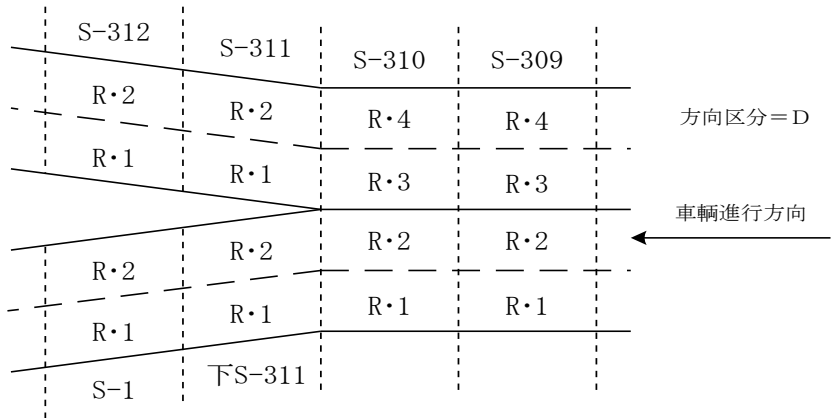 S-312 S-311 S-310 S-309
R・2 R・2 R・4 R・4 方向区分＝D
R・1 R・1 R・3 R・3
車輌進行方向
R・2 R・2 R・2 R・2
R・1 R・1 R・1 R・1
S-1 下S-311